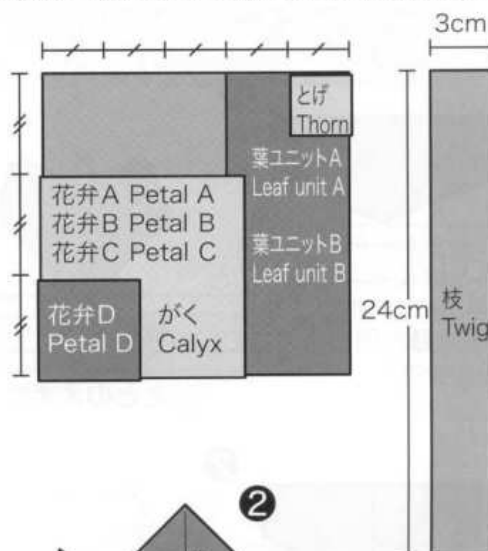 3cm
とげ
Thorn
葉ユニットA
Leaf unit A
花弁A Petal A
花弁B Petal B
花弁C Petal C
葉ユニットB
Leaf unit B
花弁D
Petal D
がく
Calyx
24cm
枝
Twig
2